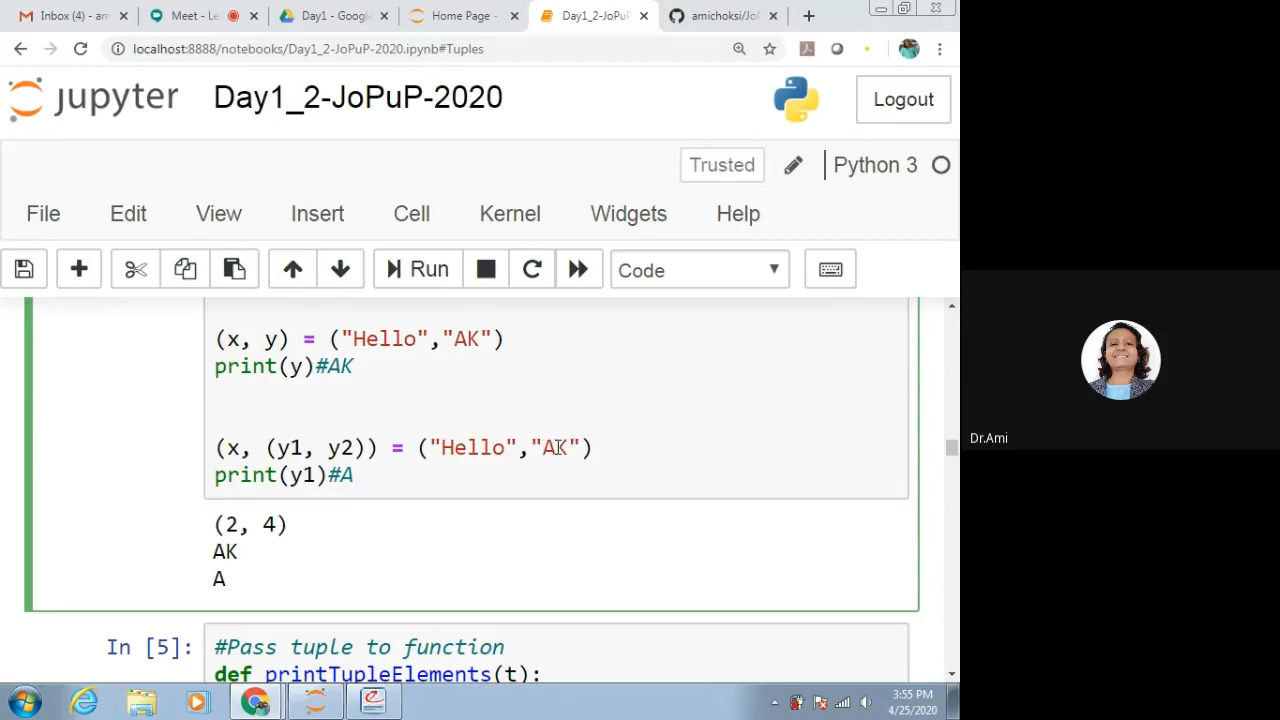 Inbox (4) - am
Meet - Le
Day1 - Google
Home Page -
Day1_2-JoPuP
amichoksi/JoP
localhost:8888/notebooks/Day1_2-JoPuP-2020.ipynb#Tuples
jupyter Day1_2-JoPuP-2020
Logout
Trusted
Python 3
File Edit View Insert Cell Kernel Widgets Help
Run
Code
(x, y) = ("Hello","AK")
print(y)#AK
(x, (y1, y2)) = ("Hello","AK")
print(y1)#A
(2, 4)
AK
A
In [5]: #Pass tuple to function
def printTupleElements(t):
Dr.Ami
3:55 PM
4/25/2020